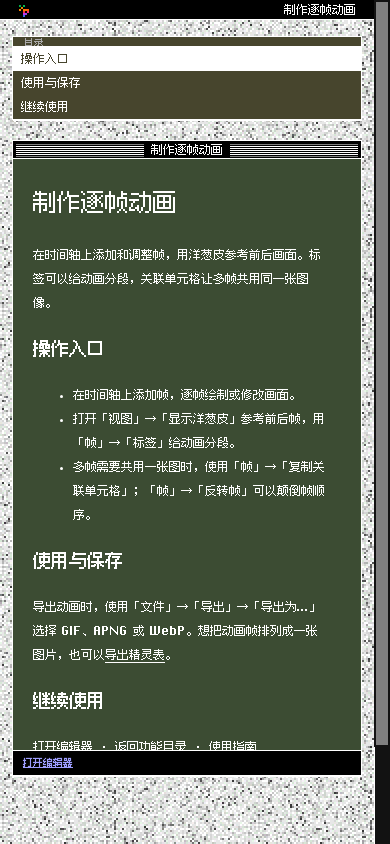 制作逐帧动画
目录
操作入口
使用与保存
继续使用
制作逐帧动画
制作逐帧动画
在时间轴上添加和调整帧，用洋葱皮参考前后画面。标
签可以给动画分段，关联单元格让多帧共用同一张图
像。
操作入口
• 在时间轴上添加帧，逐帧绘制或修改画面。
• 打开「视图」→「显示洋葱皮」参考前后帧，用
「帧」→「标签」给动画分段。
• 多帧需要共用一张图时，使用「帧」→「复制关
联单元格」；「帧」→「反转帧」可以颠倒帧顺
序。
使用与保存
导出动画时，使用「文件」→「导出」→「导出为...」
选择 GIF、APNG 或 WebP。想把动画帧排列成一张
图片，也可以导出精灵表。
继续使用
打开编辑器 · 返回功能目录 · 使用指南
打开编辑器